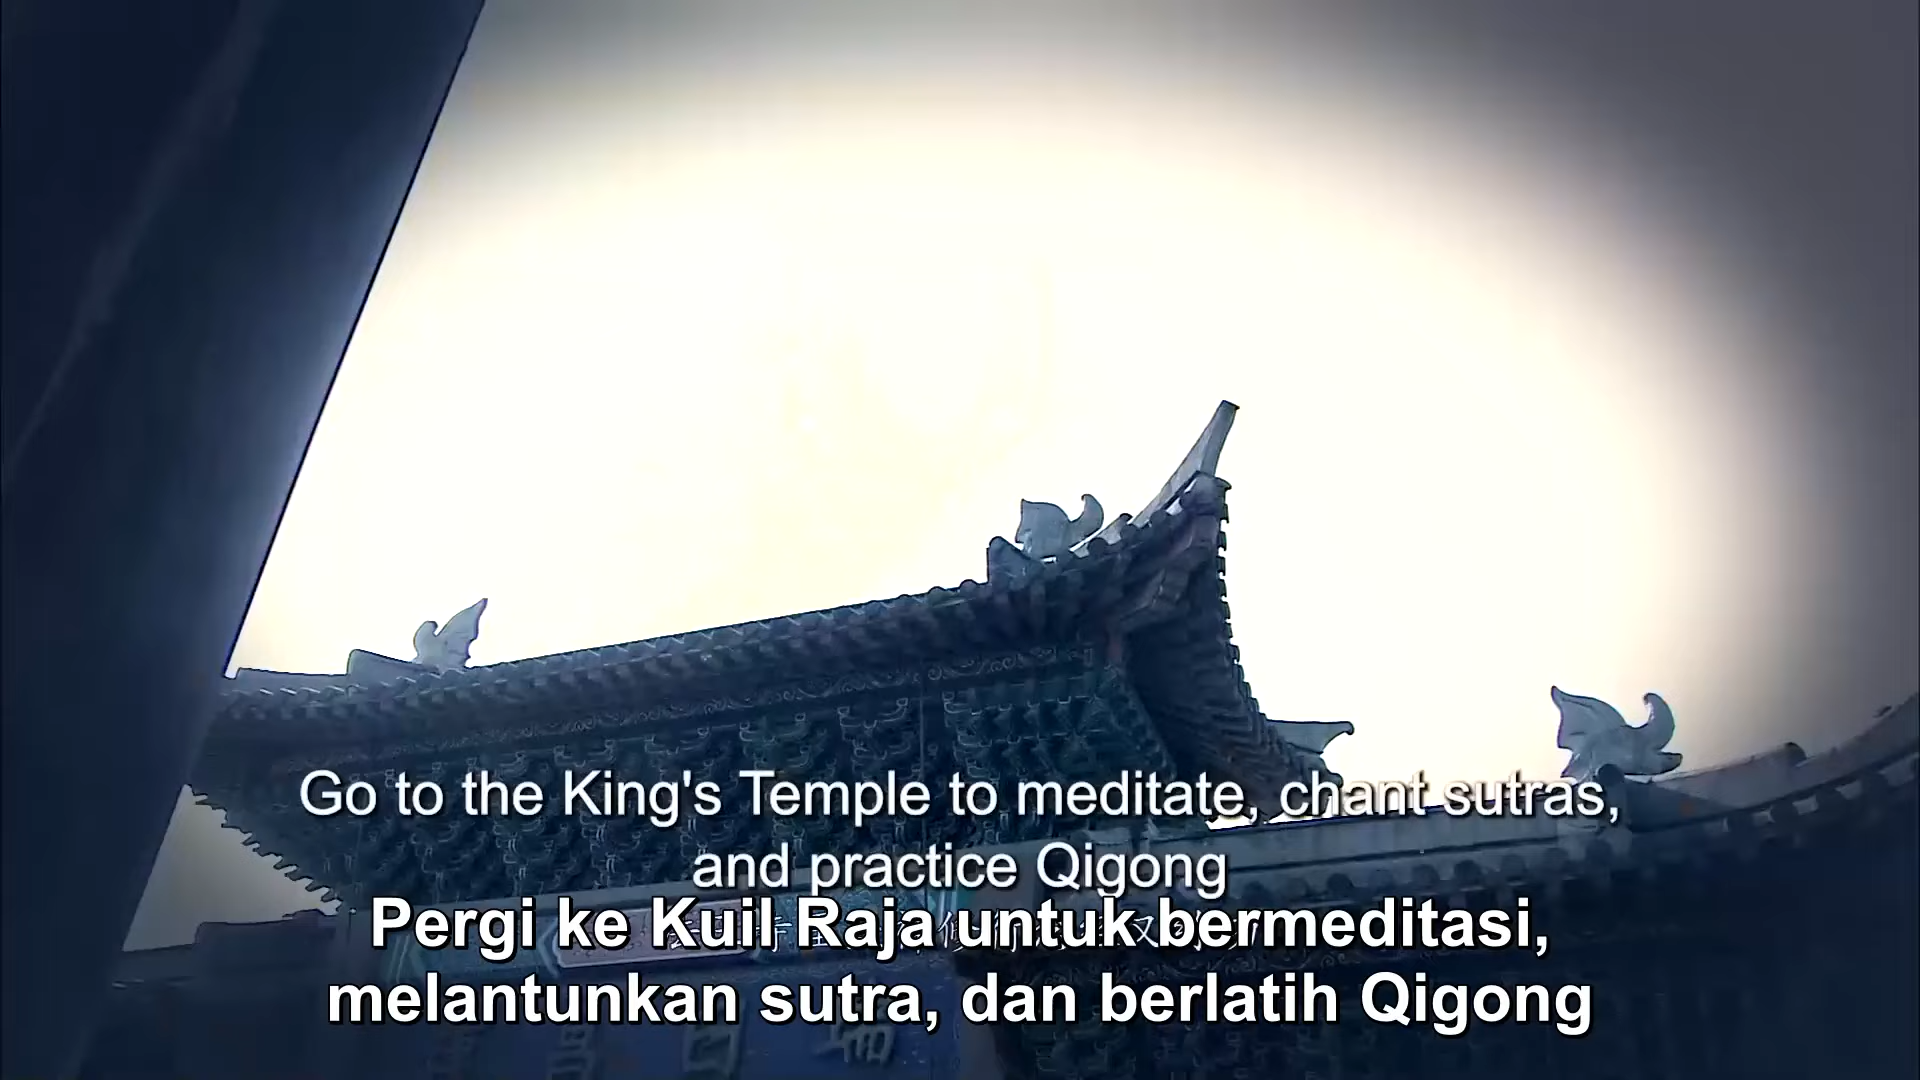 Go to the King's Temple to meditate, chant sutras,
and practice Qigong
Pergi ke Kuil Raja untuk bermeditasi,
melantunkan sutra, dan berlatih Qigong